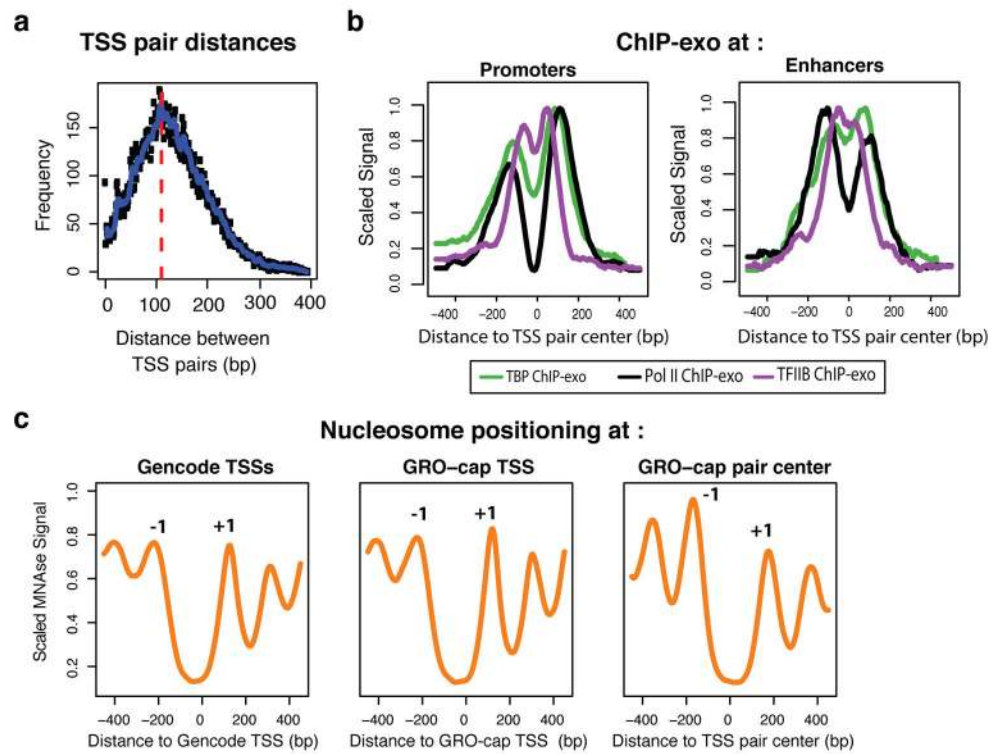 a
TSS pair distances
150
100
50
0
Frequency
0 100 200 300 400
Distance between
TSS pairs (bp)
b
ChIP-exo at :
Promoters
1.0
0.8
0.6
0.4
0.2
0.0
Scaled Signal
−400 −200 0 200 400
Distance to TSS pair center (bp)
Enhancers
1.0
0.8
0.6
0.4
0.2
0.0
Scaled Signal
−400 −200 0 200 400
Distance to TSS pair center (bp)
TBP ChIP-exo Pol II ChIP-exo TFIIB ChIP-exo
c
Nucleosome positioning at :
Gencode TSSs
1.0
0.8
0.6
0.4
0.2
Scaled MNAse Signal
-1 +1
−400 −200 0 200 400
Distance to Gencode TSS (bp)
GRO−cap TSS
-1 +1
−400 −200 0 200 400
Distance to GRO-cap TSS (bp)
GRO−cap pair center
-1
+1
−400 −200 0 200 400
Distance to TSS pair center (bp)